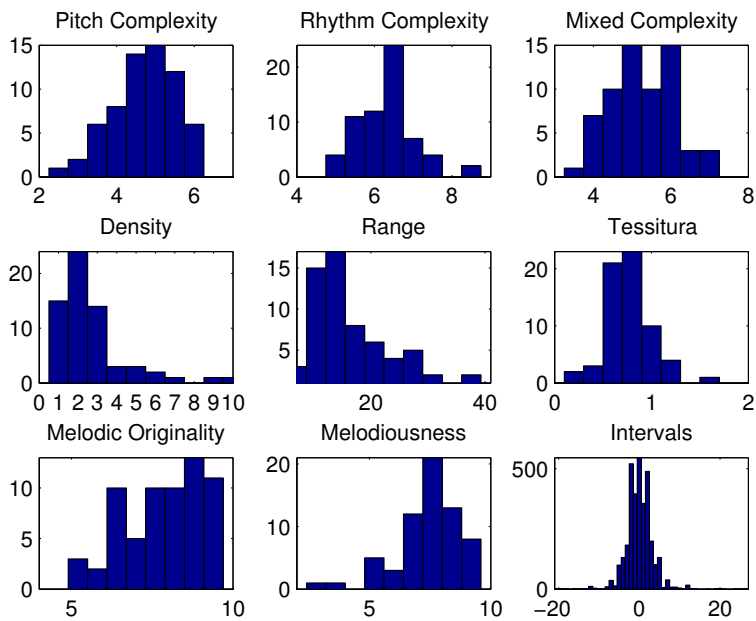 Pitch Complexity
Rhythm Complexity
Mixed Complexity
15
10
5
0
2 4 6
20
10
0
4 6 8
15
10
5
0
4 6 8
Density
Range
Tessitura
20
10
0
0 1 2 3 4 5 6 7 8 9 10
15
10
5
20 40
20
10
0
0 1 2
Melodic Originality
Melodiousness
Intervals
10
5
0
5 10
20
10
0
5 10
500
0
−20 0 20